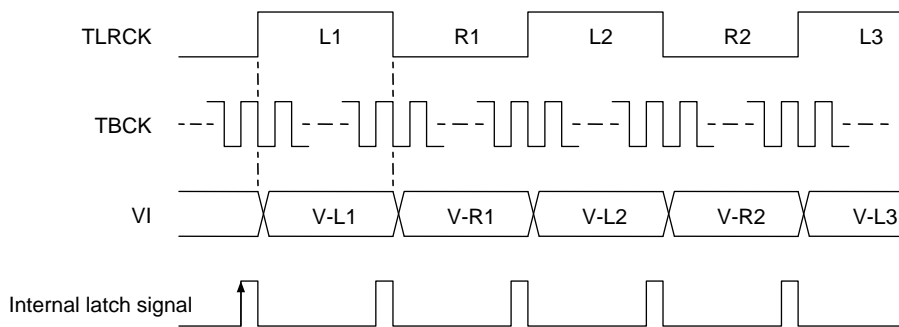 TLRCK L1 R1 L2 R2 L3
TBCK
VI V-L1 V-R1 V-L2 V-R2 V-L3
Internal latch signal